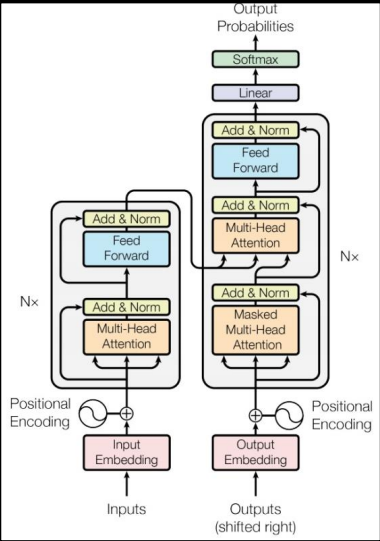 Output
Probabilities
Softmax
Linear
Add & Norm
Feed
Forward
Add & Norm
Multi-Head
Attention
Add & Norm
Masked
Multi-Head
Attention
N×
Add & Norm
Feed
Forward
Add & Norm
Multi-Head
Attention
N×
Positional
Encoding
Positional
Encoding
Input
Embedding
Output
Embedding
Inputs
Outputs
(shifted right)